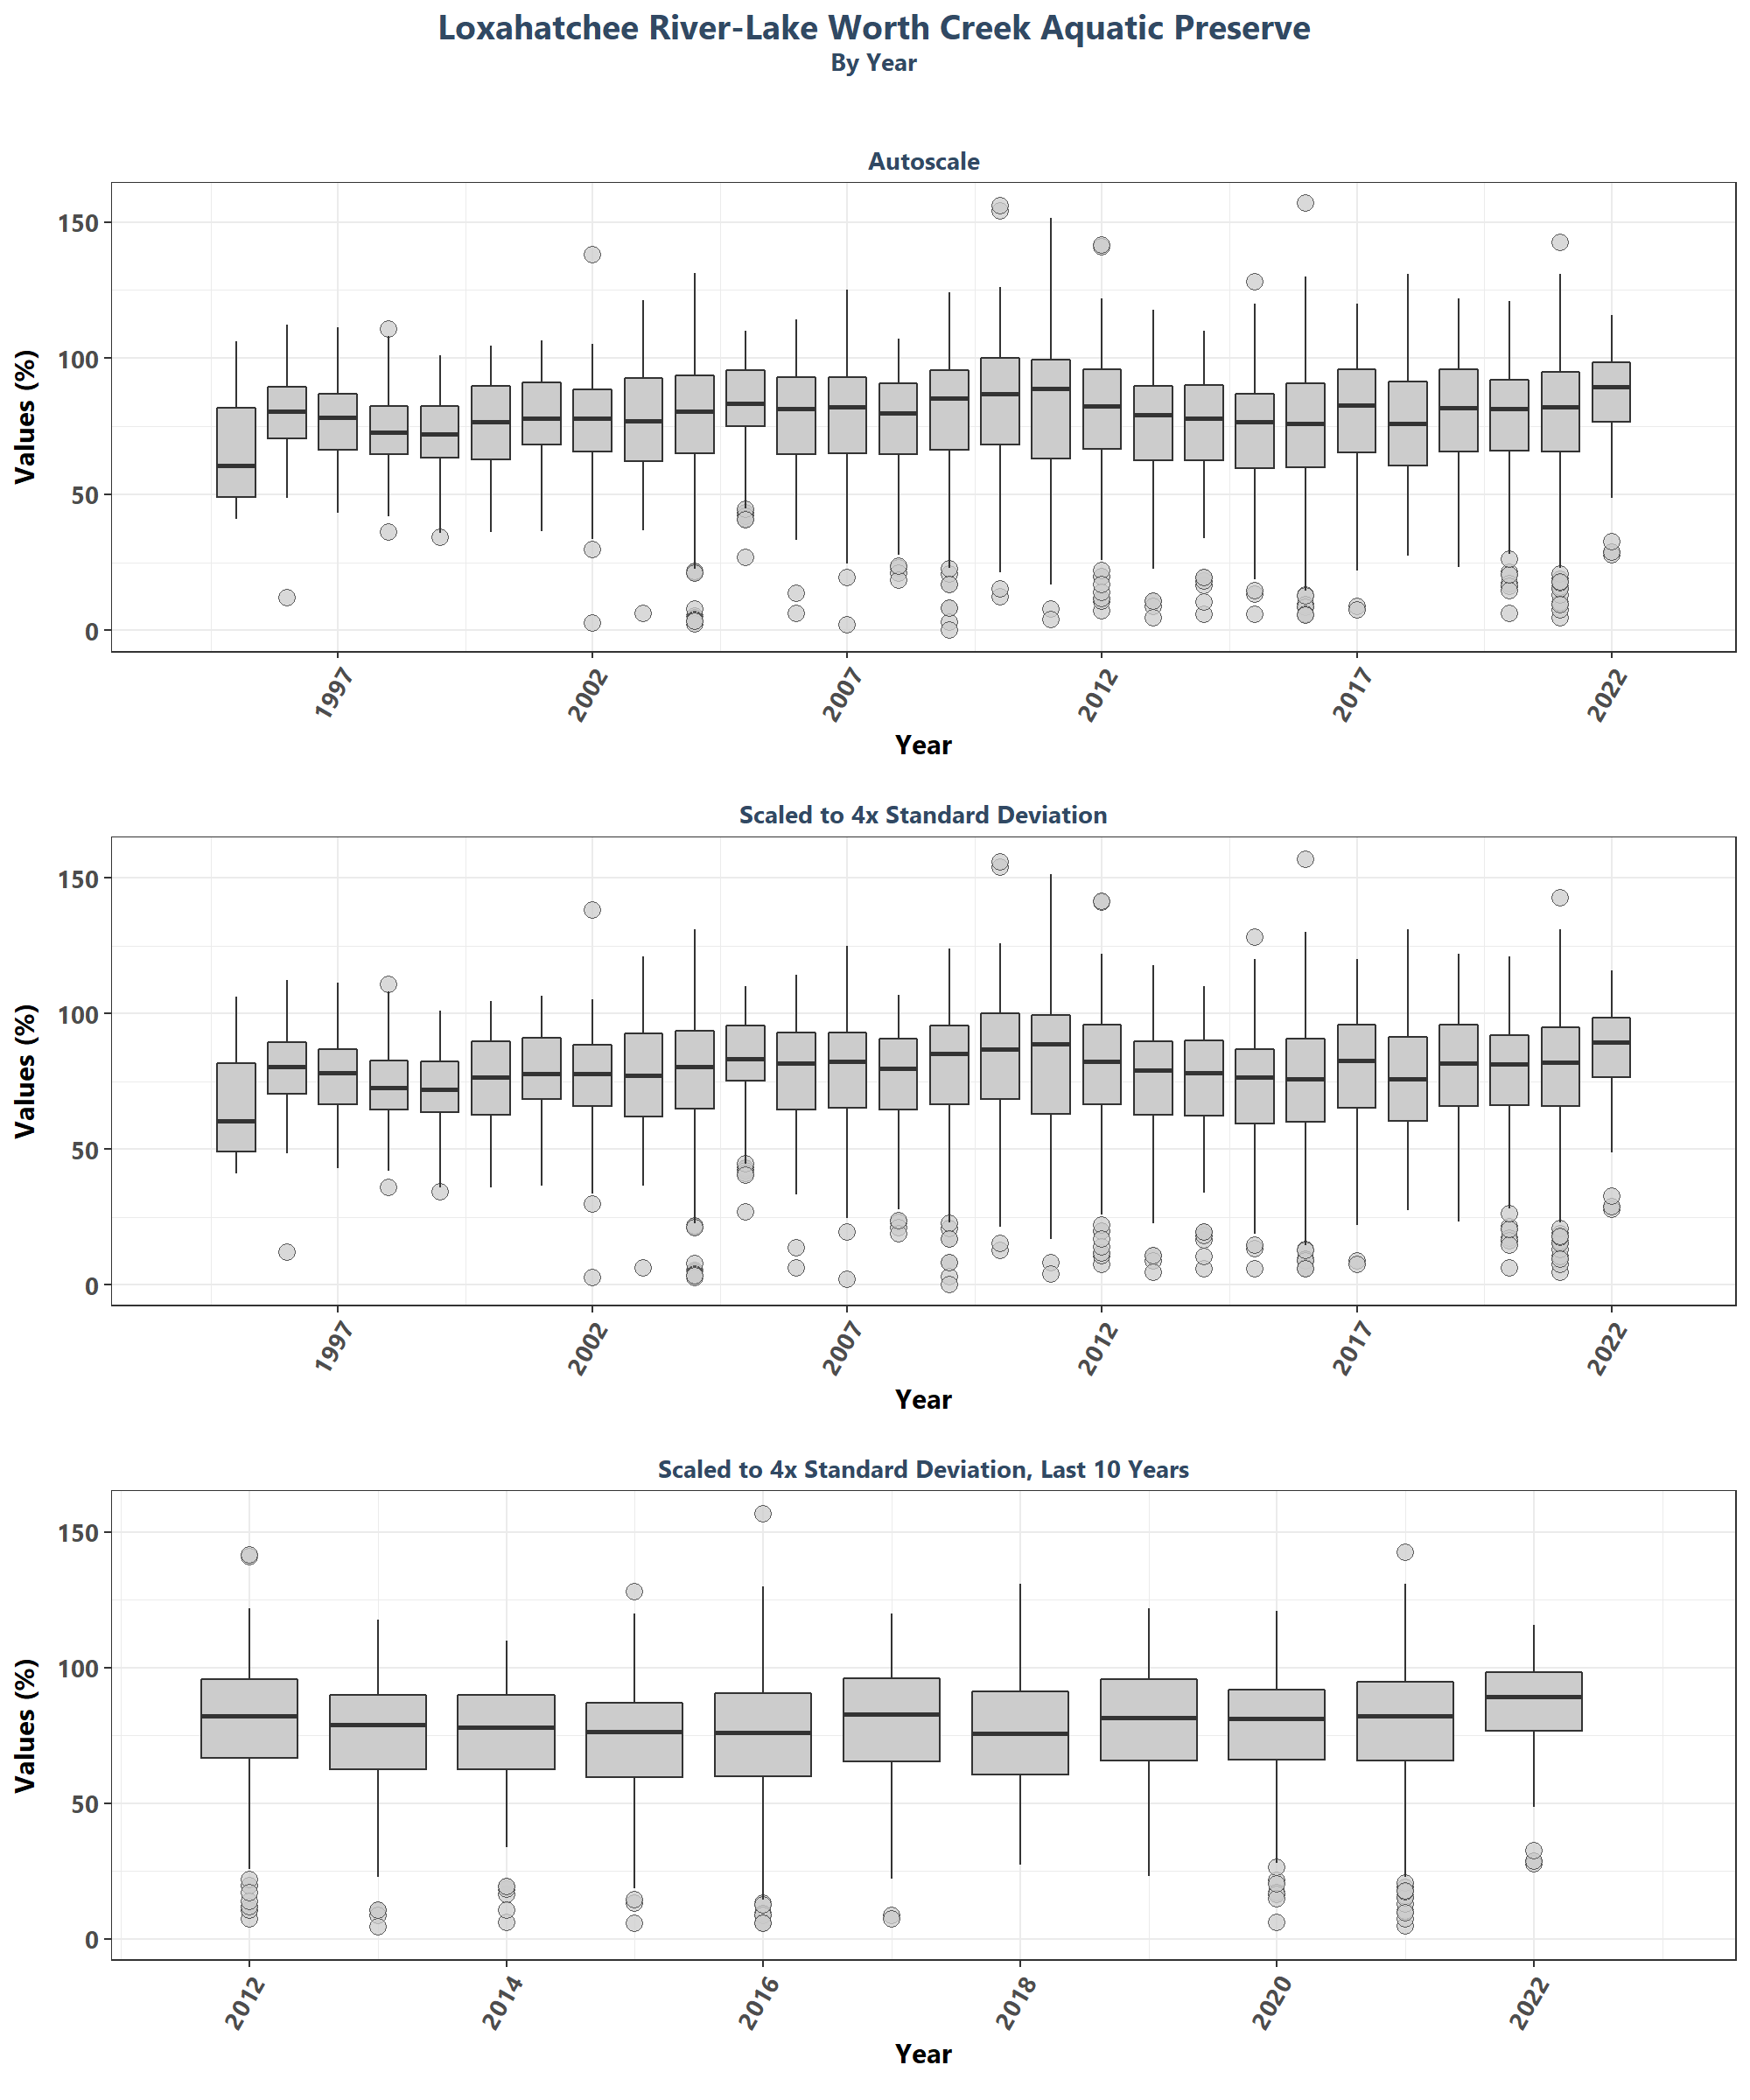 Loxahatchee River-Lake Worth Creek Aquatic Preserve
By Year
Autoscale
Values (%)
150
100
50
0
1997
2002
2007
2012
2017
2022
Year
Scaled to 4x Standard Deviation
Values (%)
150
100
50
0
1997
2002
2007
2012
2017
2022
Year
Scaled to 4x Standard Deviation, Last 10 Years
Values (%)
150
100
50
0
2012
2014
2016
2018
2020
2022
Year